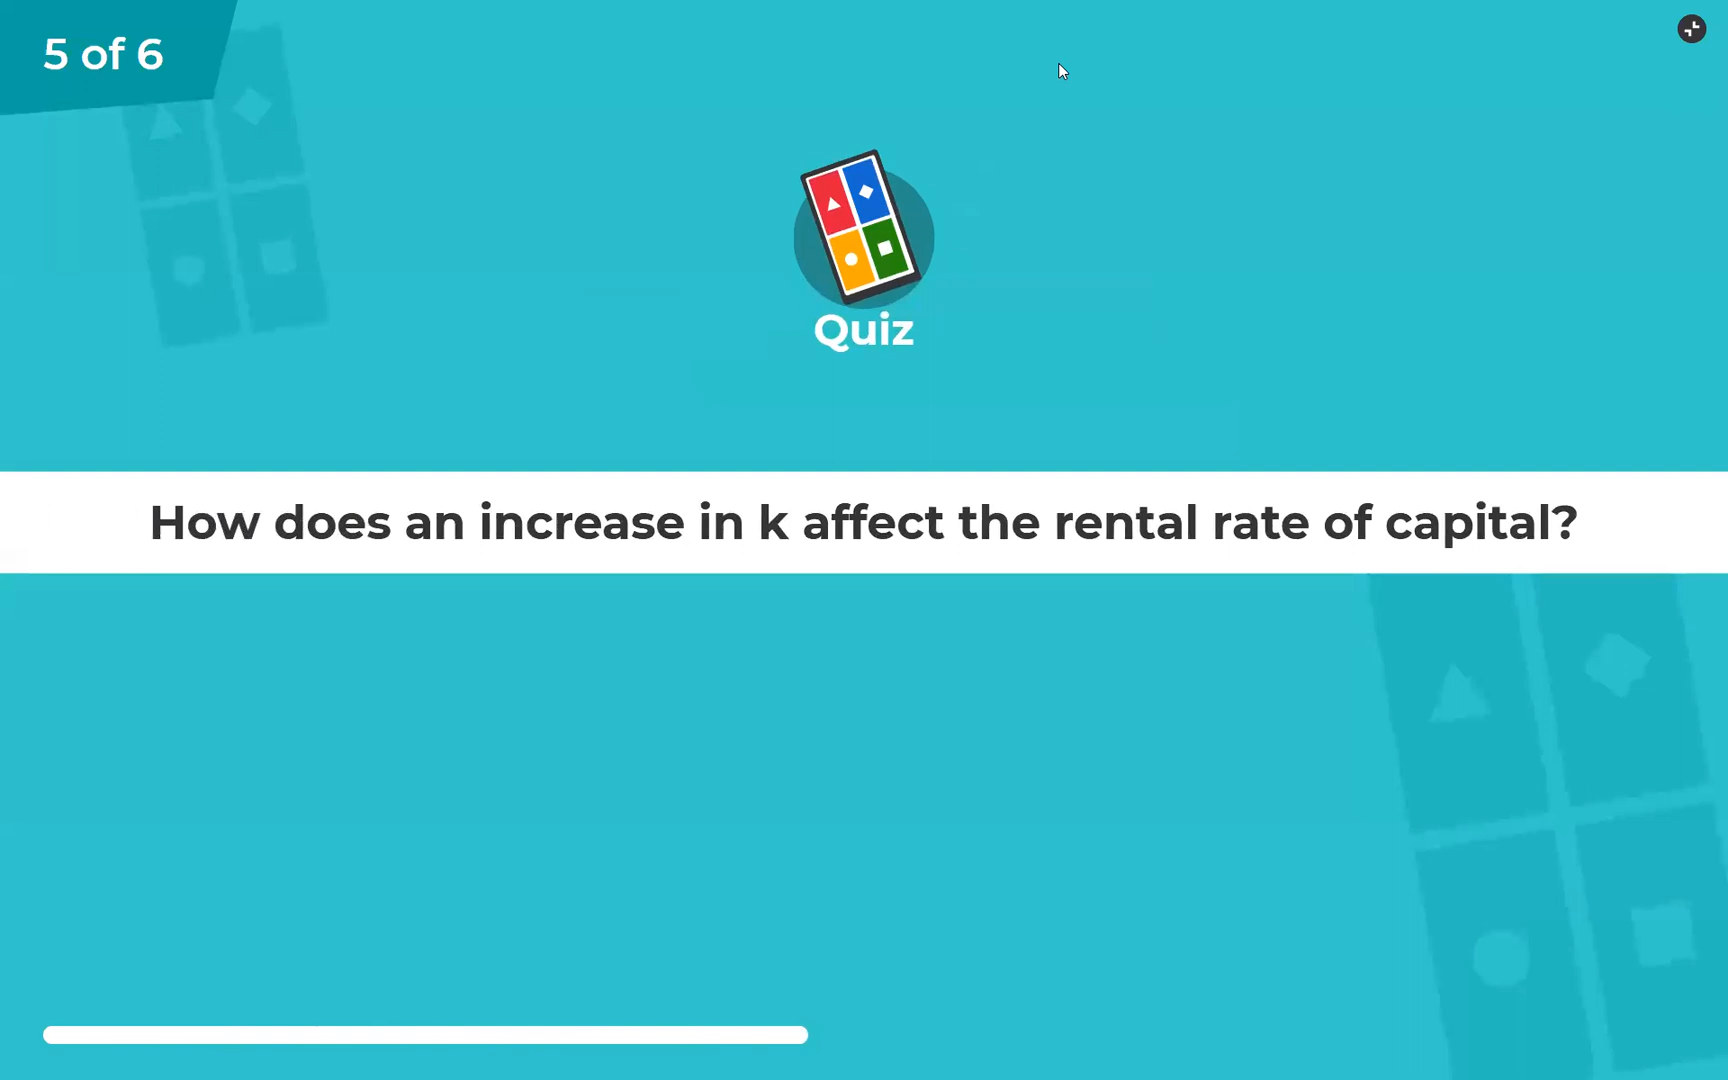 5 of 6
Quiz
How does an increase in k affect the rental rate of capital?